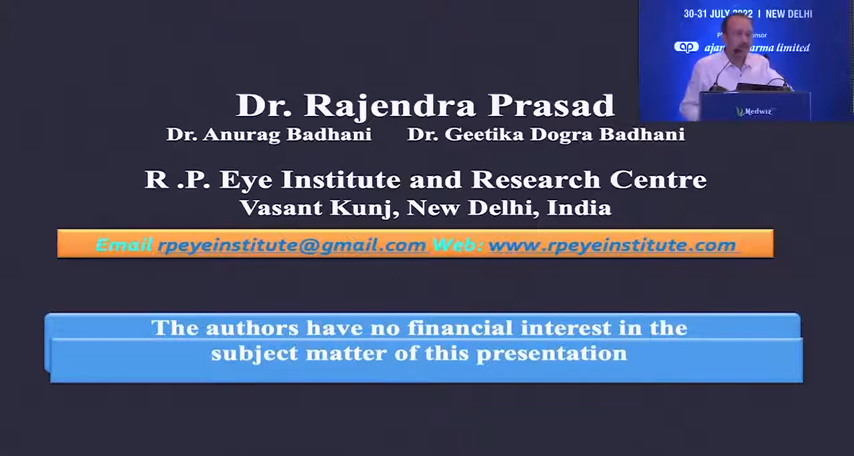 30-31 JULY 2022 | NEW DELHI
ap
limited
Medwiz
Dr. Rajendra Prasad
Dr. Anurag Badhani Dr. Geetika Dogra Badhani
R .P. Eye Institute and Research Centre
Vasant Kunj, New Delhi, India
Email rpeyeinstitute@gmail.com Web: www.rpeyeinstitute.com
The authors have no financial interest in the
subject matter of this presentation